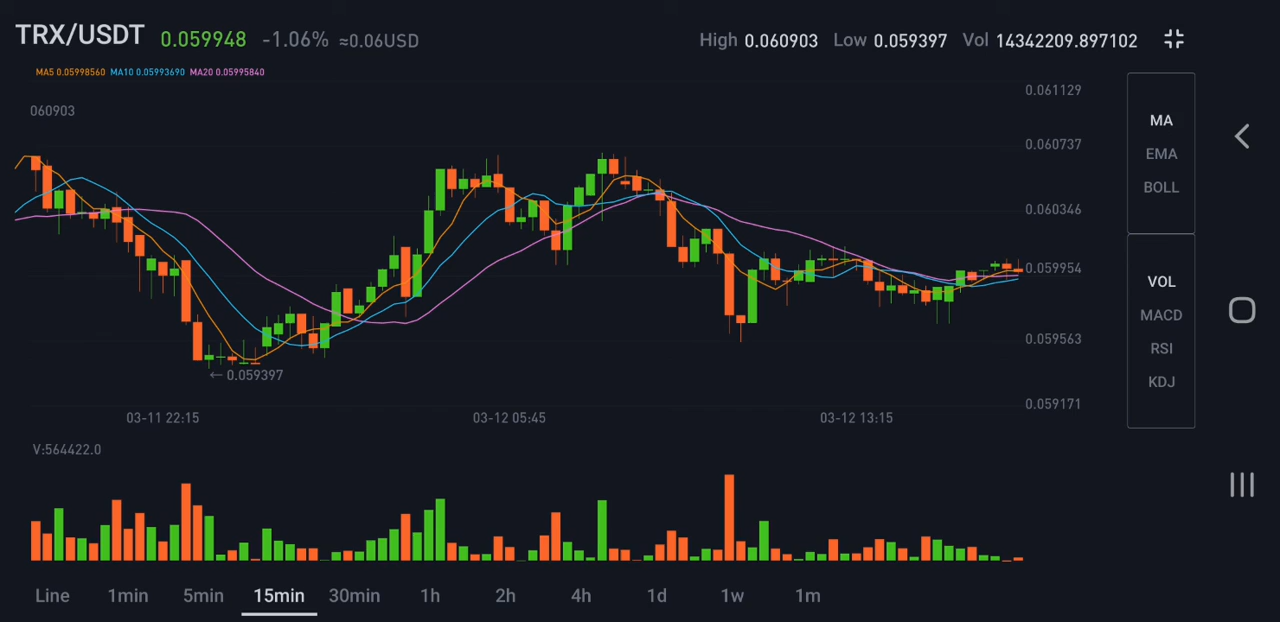 TRX/USDT 0.059948 -1.06% ≈0.06USD High 0.060903 Low 0.059397 Vol 14342209.897102
MA5 0.05998560 MA10 0.05993690 MA20 0.05995840
060903
0.061129
0.060737
0.060346
0.059954
0.059563
0.059171
← 0.059397
03-11 22:15 03-12 05:45 03-12 13:15
MA
EMA
BOLL
VOL
MACD
RSI
KDJ
V:564422.0
Line 1min 5min 15min 30min 1h 2h 4h 1d 1w 1m